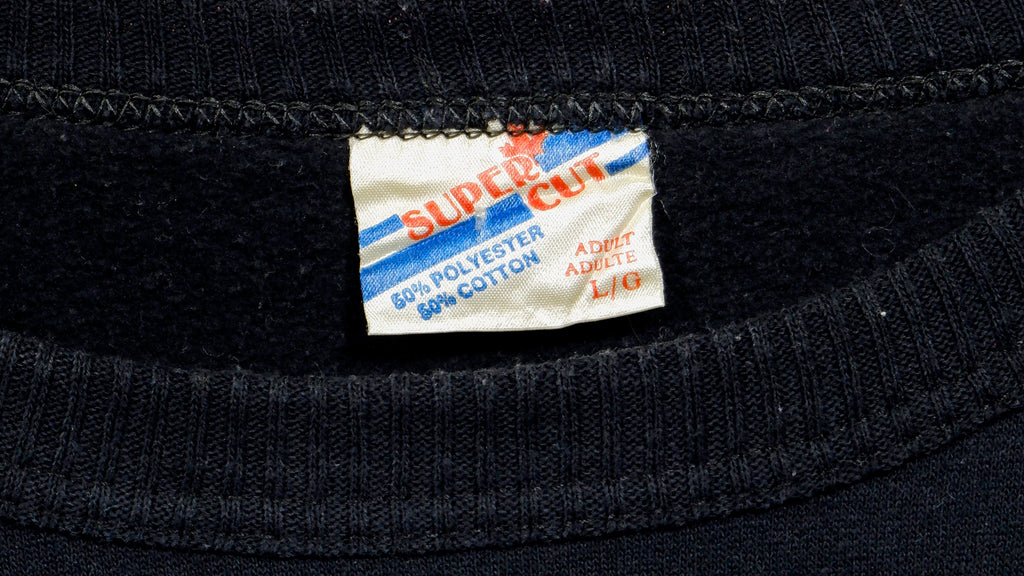 SUPER
CUT
50% POLYESTER
50% COTTON
ADULT
ADULTE
L/G